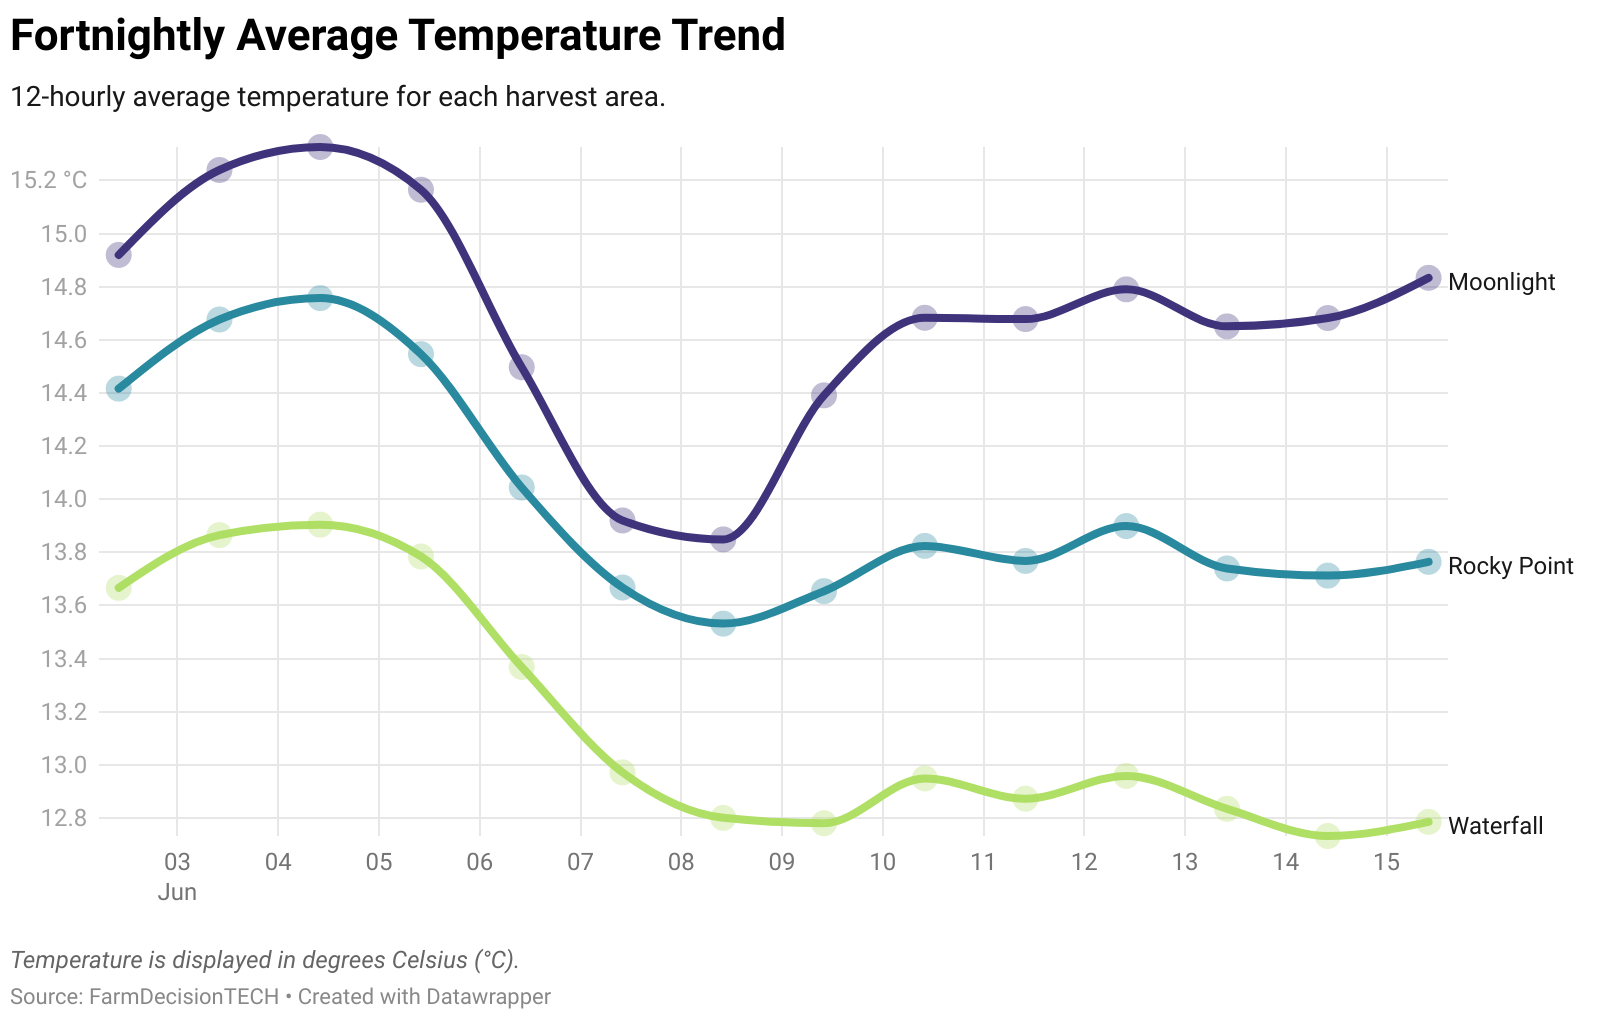 Fortnightly Average Temperature Trend
12-hourly average temperature for each harvest area.
15.2 °C
15.0
14.8
14.6
14.4
14.2
14.0
13.8
13.6
13.4
13.2
13.0
12.8
Moonlight
Rocky Point
Waterfall
03 04 05 06 07 08 09 10 11 12 13 14 15
Jun
Temperature is displayed in degrees Celsius (°C).
Source: FarmDecisionTECH • Created with Datawrapper